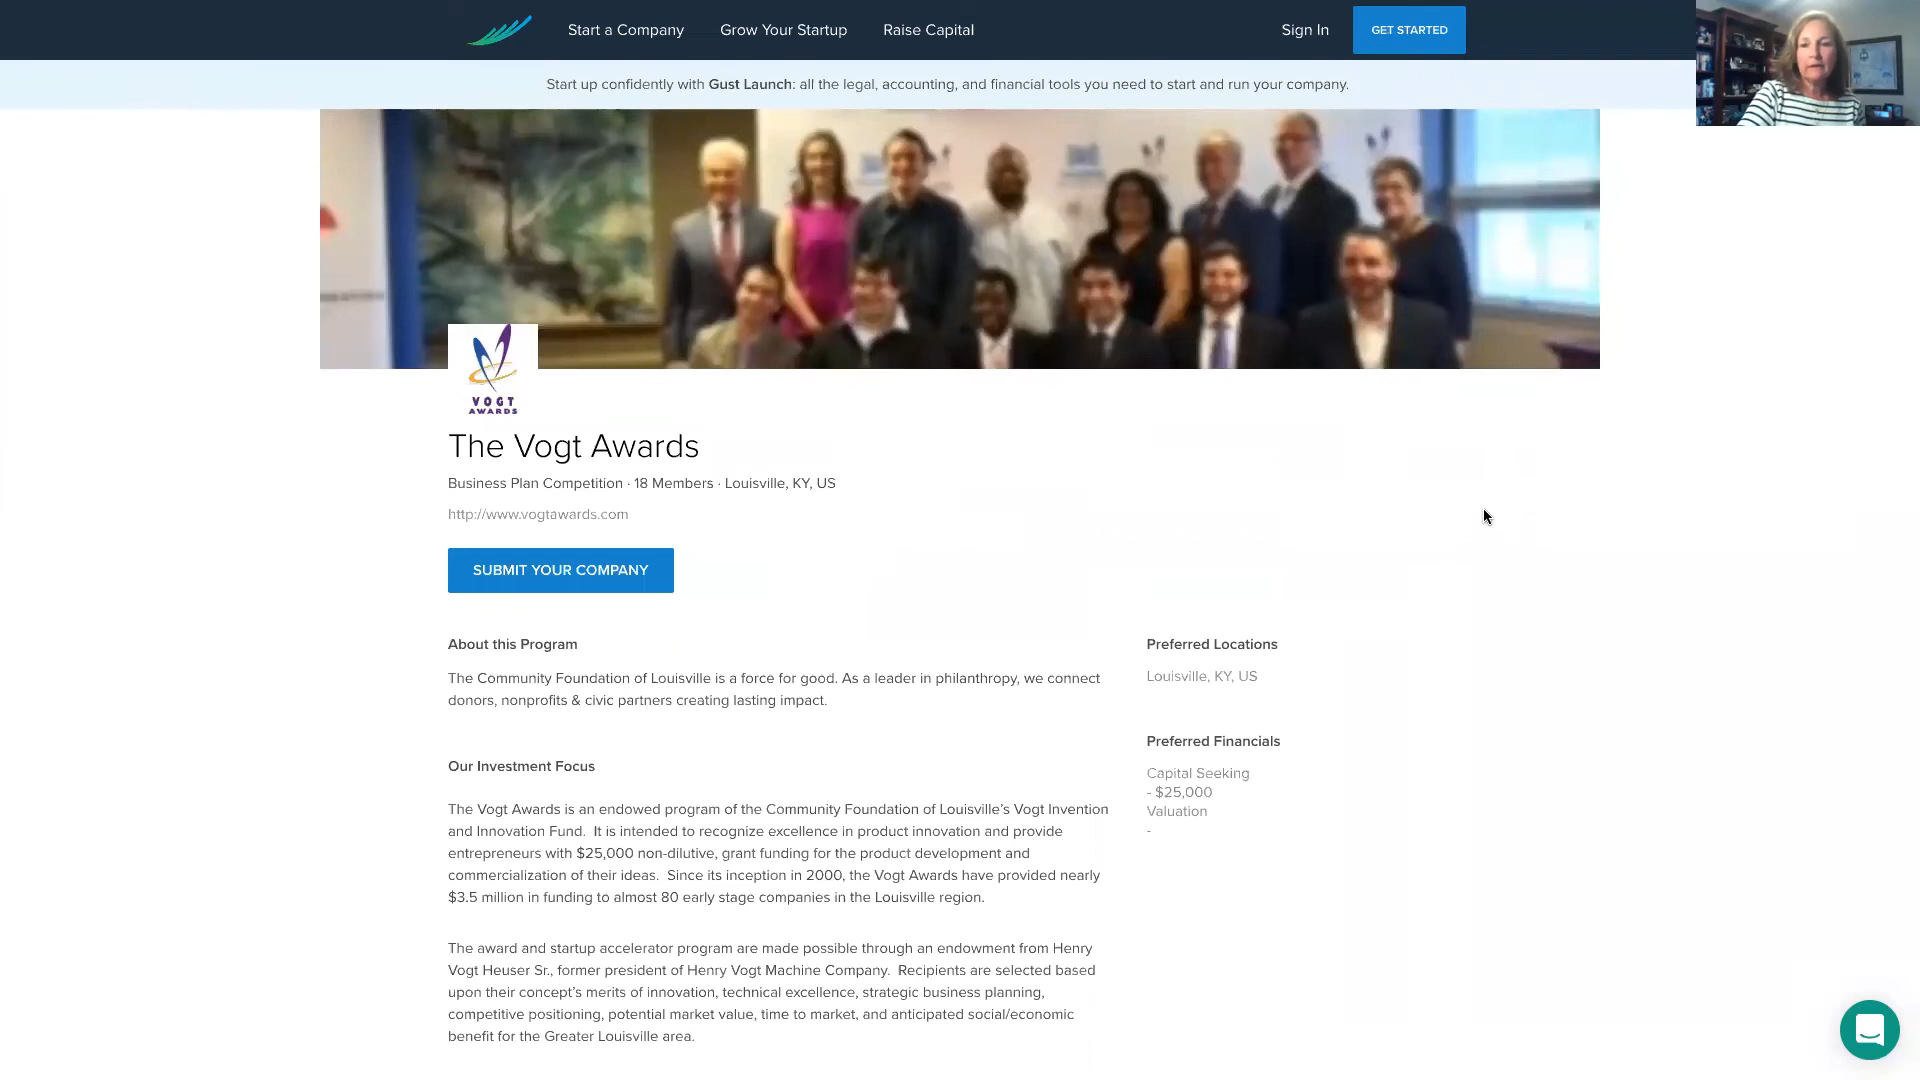 Start a Company Grow Your Startup Raise Capital Sign In GET STARTED
Start up confidently with Gust Launch: all the legal, accounting, and financial tools you need to start and run your company.
VOGT
AWARDS
The Vogt Awards
Business Plan Competition · 18 Members · Louisville, KY, US
http://www.vogtawards.com
SUBMIT YOUR COMPANY
About this Program
The Community Foundation of Louisville is a force for good. As a leader in philanthropy, we connect
donors, nonprofits & civic partners creating lasting impact.
Our Investment Focus
The Vogt Awards is an endowed program of the Community Foundation of Louisville's Vogt Invention
and Innovation Fund.  It is intended to recognize excellence in product innovation and provide
entrepreneurs with $25,000 non-dilutive, grant funding for the product development and
commercialization of their ideas.  Since its inception in 2000, the Vogt Awards have provided nearly
$3.5 million in funding to almost 80 early stage companies in the Louisville region.
The award and startup accelerator program are made possible through an endowment from Henry
Vogt Heuser Sr., former president of Henry Vogt Machine Company.  Recipients are selected based
upon their concept's merits of innovation, technical excellence, strategic business planning,
competitive positioning, potential market value, time to market, and anticipated social/economic
benefit for the Greater Louisville area.
Preferred Locations
Louisville, KY, US
Preferred Financials
Capital Seeking
- $25,000
Valuation
-